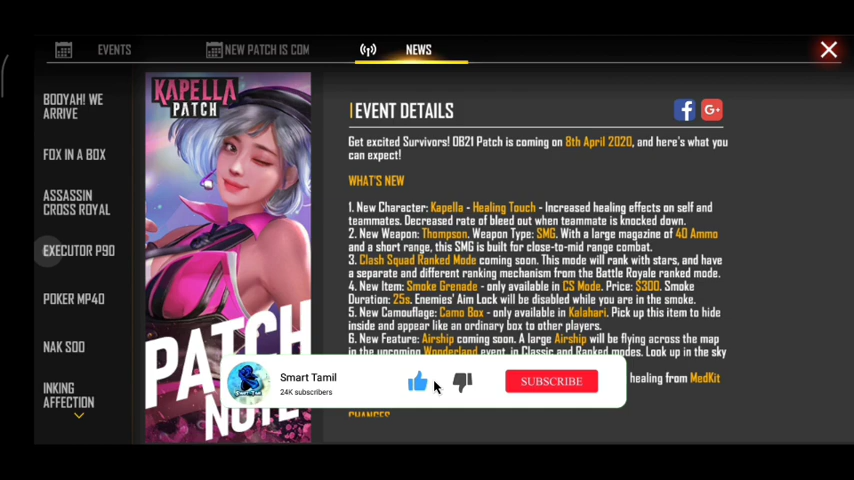 EVENTS
NEW PATCH IS COM
NEWS
BOOYAH! WE
ARRIVE
FOX IN A BOX
ASSASSIN
CROSS ROYAL
EXECUTOR P90
POKER MP40
NAK SOO
INKING
AFFECTION
KAPELLA
PATCH
PATCH
NOTE
EVENT DETAILS
Get excited Survivors! OB21 Patch is coming on 8th April 2020, and here's what you
can expect!
WHAT'S NEW
1. New Character: Kapella - Healing Touch - Increased healing effects on self and
teammates. Decreased rate of bleed out when teammate is knocked down.
2. New Weapon: Thompson. Weapon Type: SMG. With a large magazine of 40 Ammo
and a short range, this SMG is built for close-to-mid range combat.
3. Clash Squad Ranked Mode coming soon. This mode will rank with stars, and have
a separate and different ranking mechanism from the Battle Royale ranked mode.
4. New Item: Smoke Grenade - only available in CS Mode. Price: $300. Smoke
Duration: 25s. Enemies' Aim Lock will be disabled while you are in the smoke.
5. New Camouflage: Camo Box - only available in Kalahari. Pick up this item to hide
inside and appear like an ordinary box to other players.
6. New Feature: Airship coming soon. A large Airship will be flying across the map
in the upcoming Wonderland event, in Classic and Ranked modes. Look up in the sky
healing from MedKit
CHANGES
Smart Tamil
24K subscribers
SUBSCRIBE